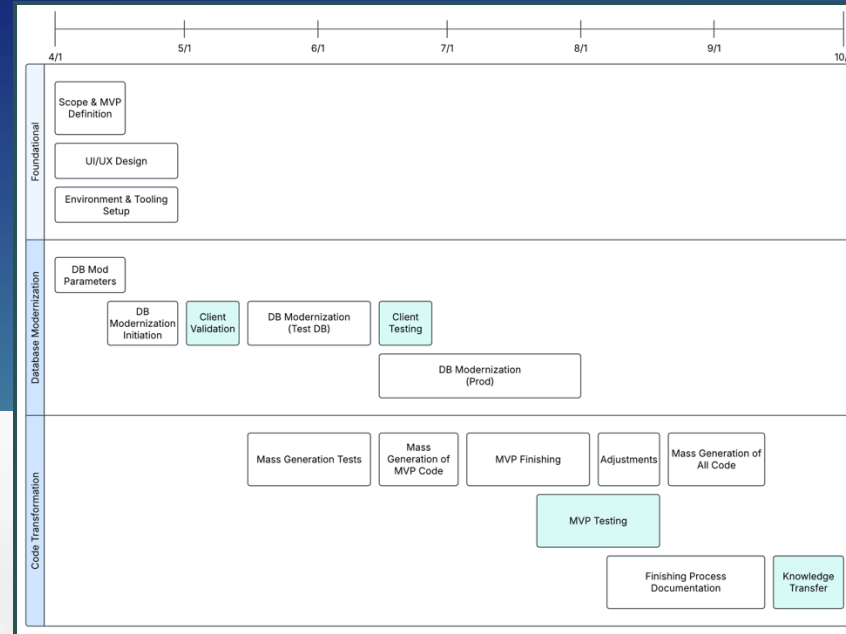 4/1
5/1
6/1
7/1
8/1
9/1
10/
Foundational
Scope & MVP
Definition
UI/UX Design
Environment & Tooling
Setup
Database Modernization
DB Mod
Parameters
DB
Modernization
Initiation
Client
Validation
DB Modernization
(Test DB)
Client
Testing
DB Modernization
(Prod)
Code Transformation
Mass Generation Tests
Mass
Generation of
MVP Code
MVP Finishing
Adjustments
Mass Generation of
All Code
MVP Testing
Finishing Process
Documentation
Knowledge
Transfer